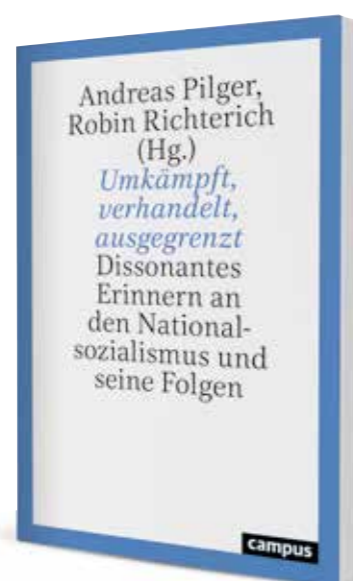 Andreas Pilger,
Robin Richterich
(Hg.)
Umkämpft,
verhandelt,
ausgegrenzt
Dissonantes
Erinnern an
den National-
sozialismus und
seine Folgen
campus